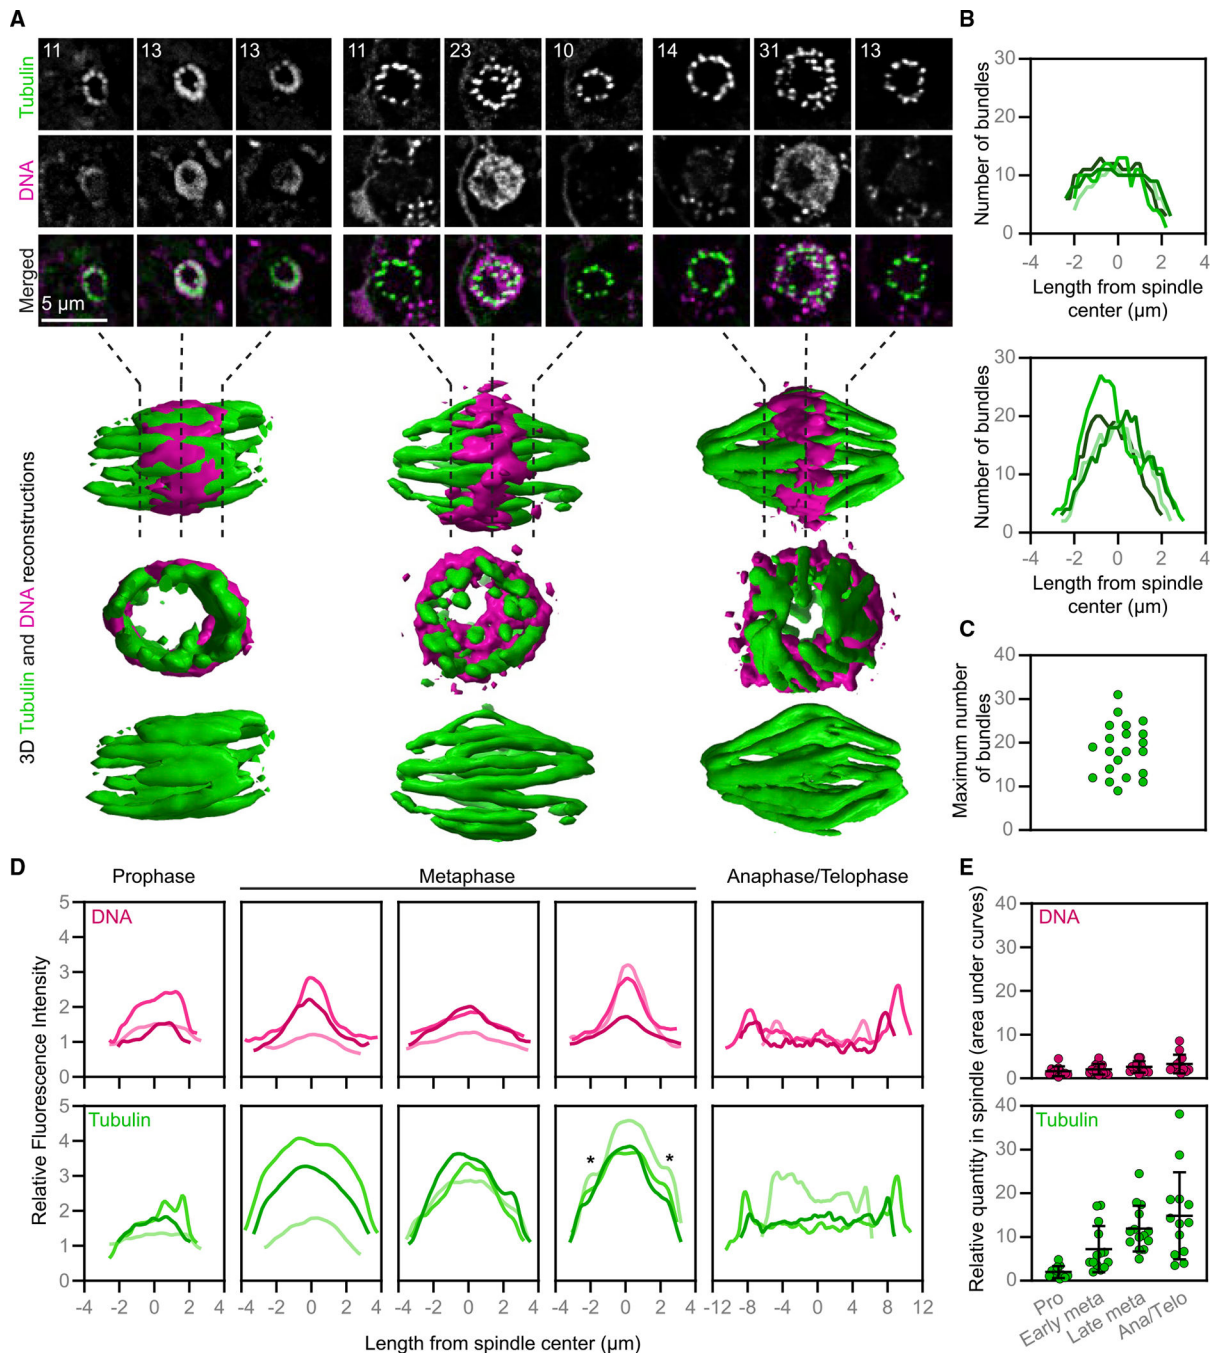 A
11 13 13 11 23 10 14 31 13
Tubulin
DNA
Merged
5 µm
3D Tubulin and DNA reconstructions
B
Number of bundles
30
20
10
0
-4 -2 0 2 4
Length from spindle
center (µm)
Number of bundles
30
20
10
0
-4 -2 0 2 4
Length from spindle
center (µm)
C
Maximum number
of bundles
40
30
20
10
0
D
Prophase Metaphase Anaphase/Telophase
Relative Fluorescence Intensity
DNA
5
4
3
2
1
0
Tubulin
5
4
3
2
1
0
* *
-4 -2 0 2 4 -2 0 2 4 -2 0 2 4 -2 0 2 4 -12 -8 -4 0 4 8 12
Length from spindle center (µm)
E
Relative quantity in spindle (area under curves)
DNA
40
30
20
10
0
Tubulin
40
30
20
10
0
Pro
Early meta
Late meta
Ana/Telo